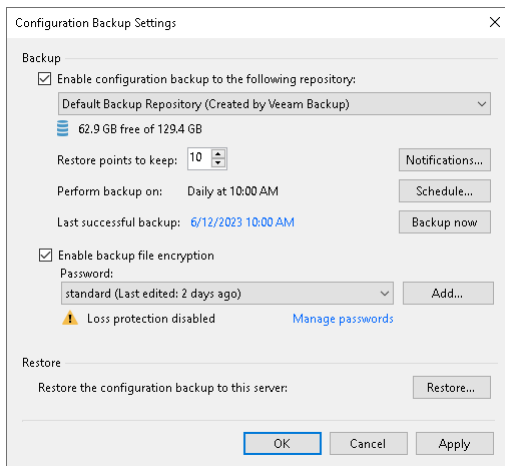 Configuration Backup Settings
Backup
Enable configuration backup to the following repository:
Default Backup Repository (Created by Veeam Backup)
62.9 GB free of 129.4 GB
Restore points to keep: 10 Notifications...
Perform backup on: Daily at 10:00 AM Schedule...
Last successful backup: 6/12/2023 10:00 AM Backup now
Enable backup file encryption
Password:
standard (Last edited: 2 days ago) Add...
Loss protection disabled Manage passwords
Restore
Restore the configuration backup to this server: Restore...
OK Cancel Apply